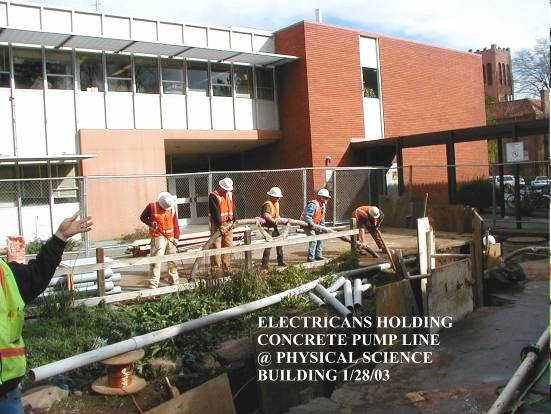 ELECTRICANS HOLDING
CONCRETE PUMP LINE
@ PHYSICAL SCIENCE
BUILDING 1/28/03